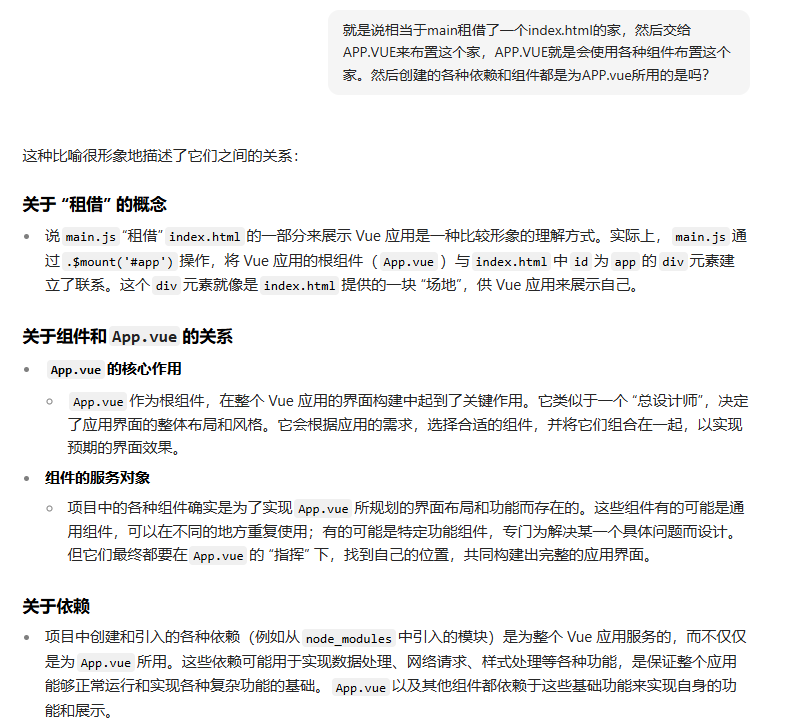 就是说相当于main租借了一个index.html的家，然后交给
APP.VUE来布置这个家，APP.VUE就是会使用各种组件布置这个
家。然后创建的各种依赖和组件都是为APP.vue所用的是吗?
这种比喻很形象地描述了它们之间的关系：
关于 “租借” 的概念
说 main.js “租借” index.html 的一部分来展示 Vue 应用是一种比较形象的理解方式。实际上， main.js 通
过 .$mount('#app') 操作，将 Vue 应用的根组件（ App.vue ）与 index.html 中 id 为 app 的 div 元素建
立了联系。这个 div 元素就像是 index.html 提供的一块 “场地”，供 Vue 应用来展示自己。
关于组件和 App.vue 的关系
App.vue 的核心作用
App.vue 作为根组件，在整个 Vue 应用的界面构建中起到了关键作用。它类似于一个 “总设计师”，决定
了应用界面的整体布局和风格。它会根据应用的需求，选择合适的组件，并将它们组合在一起，以实现
预期的界面效果。
组件的服务对象
项目中的各种组件确实是为了实现 App.vue 所规划的界面布局和功能而存在的。这些组件有的可能是通
用组件，可以在不同的地方重复使用；有的可能是特定功能组件，专门为解决某一个具体问题而设计。
但它们最终都要在 App.vue 的 “指挥” 下，找到自己的位置，共同构建出完整的应用界面。
关于依赖
项目中创建和引入的各种依赖（例如从 node_modules 中引入的模块）是为整个 Vue 应用服务的，而不仅仅
是为 App.vue 所用。这些依赖可能用于实现数据处理、网络请求、样式处理等各种功能，是保证整个应用
能够正常运行和实现各种复杂功能的基础。 App.vue 以及其他组件都依赖于这些基础功能来实现自身的功
能和展示。